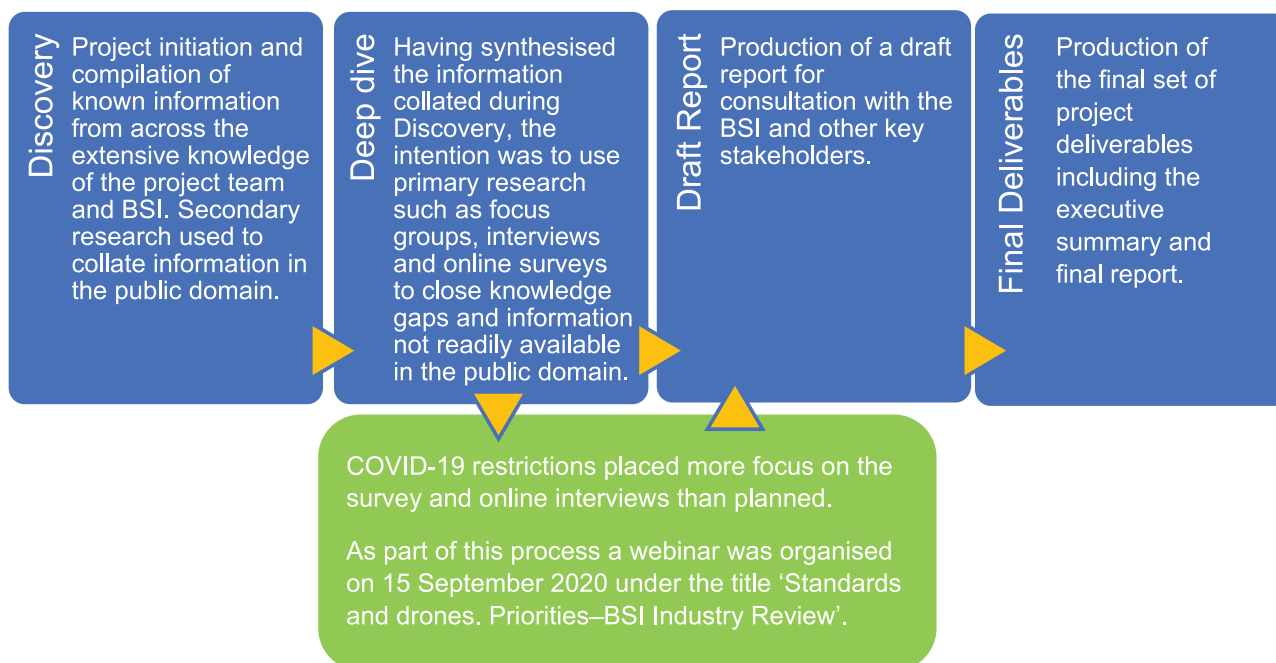 Discovery
Project initiation and
compilation of
known information
from across the
extensive knowledge
of the project team
and BSI. Secondary
research used to
collate information in
the public domain.
Deep dive
Having synthesised
the information
collated during
Discovery, the
intention was to use
primary research
such as focus
groups, interviews
and online surveys
to close knowledge
gaps and information
not readily available
in the public domain.
Draft Report
Production of a draft
report for
consultation with the
BSI and other key
stakeholders.
Final Deliverables
Production of
the final set of
project
deliverables
including the
executive
summary and
final report.
COVID-19 restrictions placed more focus on the
survey and online interviews than planned.
As part of this process a webinar was organised
on 15 September 2020 under the title ‘Standards
and drones. Priorities–BSI Industry Review’.